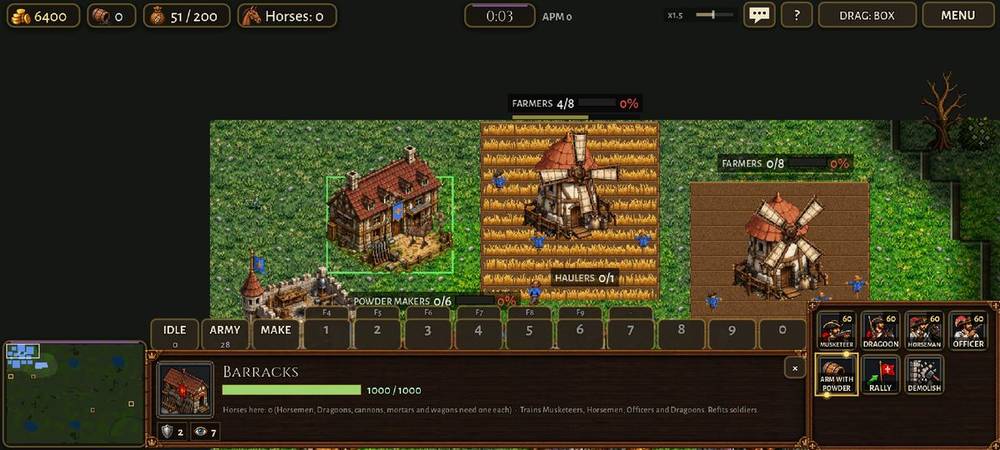 6400
0
51 / 200
Horses: 0
0:03
APM 0
x1.5
?
DRAG: BOX
MENU
FARMERS 4/8 0%
FARMERS 0/8 0%
HAULERS 0/1
POWDER MAKERS 0/6 0%
F4 F5 F6 F7 F8 F9
IDLE 0
ARMY 28
MAKE
1 2 3 4 5 6 7 8 9 0
BARRACKS
×
1000 / 1000
Horses here: 0 (Horsemen, Dragoons, cannons, mortars and wagons need one each) · Trains Musketeers, Horsemen, Officers and Dragoons. Refits soldiers
2
7
60 60 60 60
MUSKETEER DRAGOON HORSEMAN OFFICER
ARM WITH POWDER
RALLY
DEMOLISH